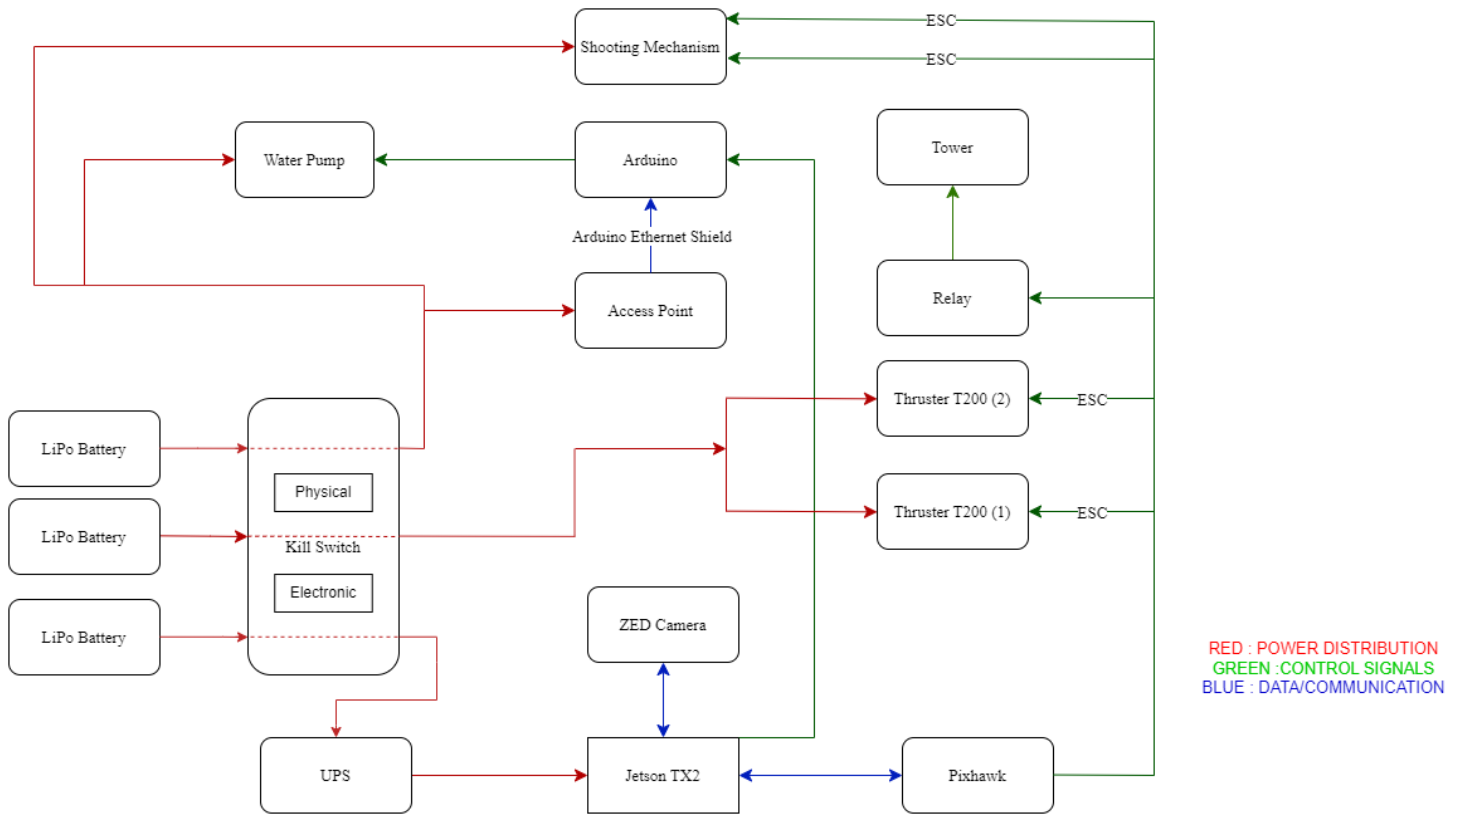 ESC
Shooting Mechanism
ESC
Tower
Water Pump
Arduino
Arduino Ethernet Shield
Relay
Access Point
Thruster T200 (2)
ESC
LiPo Battery
Physical
Thruster T200 (1)
ESC
LiPo Battery
Kill Switch
Electronic
ZED Camera
LiPo Battery
RED : POWER DISTRIBUTION
GREEN :CONTROL SIGNALS
BLUE : DATA/COMMUNICATION
UPS
Jetson TX2
Pixhawk